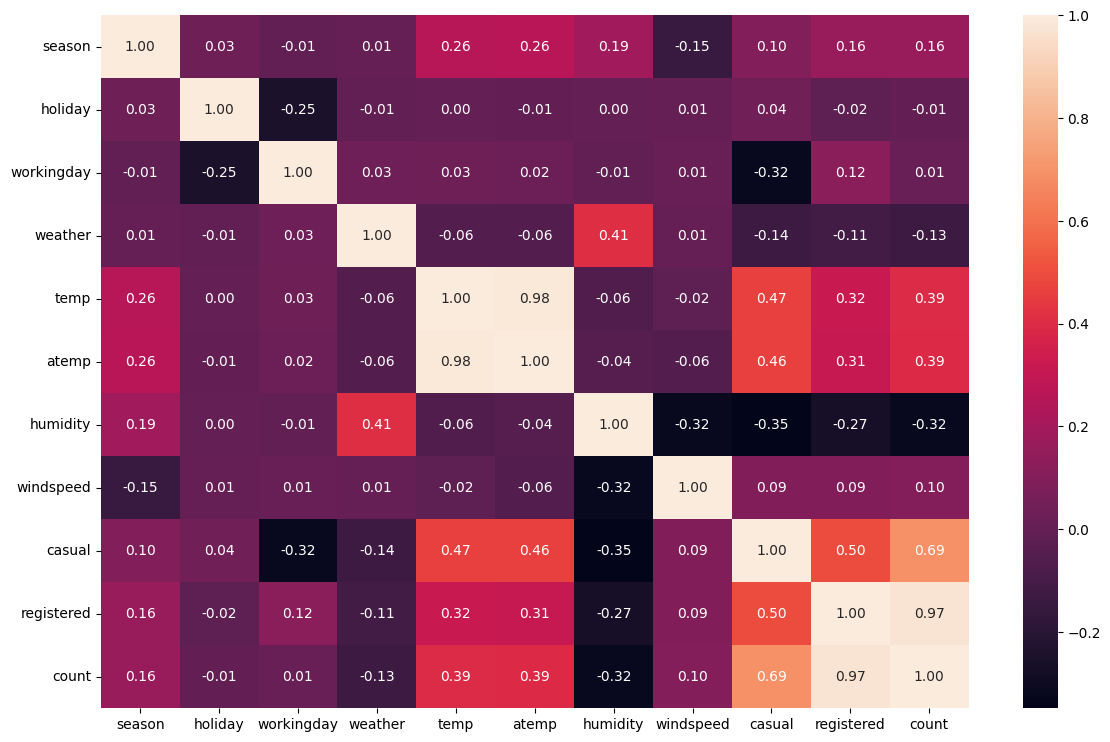 season 1.00 0.03 -0.01 0.01 0.26 0.26 0.19 -0.15 0.10 0.16 0.16
holiday 0.03 1.00 -0.25 -0.01 0.00 -0.01 0.00 0.01 0.04 -0.02 -0.01
workingday -0.01 -0.25 1.00 0.03 0.03 0.02 -0.01 0.01 -0.32 0.12 0.01
weather 0.01 -0.01 0.03 1.00 -0.06 -0.06 0.41 0.01 -0.14 -0.11 -0.13
temp 0.26 0.00 0.03 -0.06 1.00 0.98 -0.06 -0.02 0.47 0.32 0.39
atemp 0.26 -0.01 0.02 -0.06 0.98 1.00 -0.04 -0.06 0.46 0.31 0.39
humidity 0.19 0.00 -0.01 0.41 -0.06 -0.04 1.00 -0.32 -0.35 -0.27 -0.32
windspeed -0.15 0.01 0.01 0.01 -0.02 -0.06 -0.32 1.00 0.09 0.09 0.10
casual 0.10 0.04 -0.32 -0.14 0.47 0.46 -0.35 0.09 1.00 0.50 0.69
registered 0.16 -0.02 0.12 -0.11 0.32 0.31 -0.27 0.09 0.50 1.00 0.97
count 0.16 -0.01 0.01 -0.13 0.39 0.39 -0.32 0.10 0.69 0.97 1.00
season holiday workingday weather temp atemp humidity windspeed casual registered count
1.0
0.8
0.6
0.4
0.2
0.0
−0.2